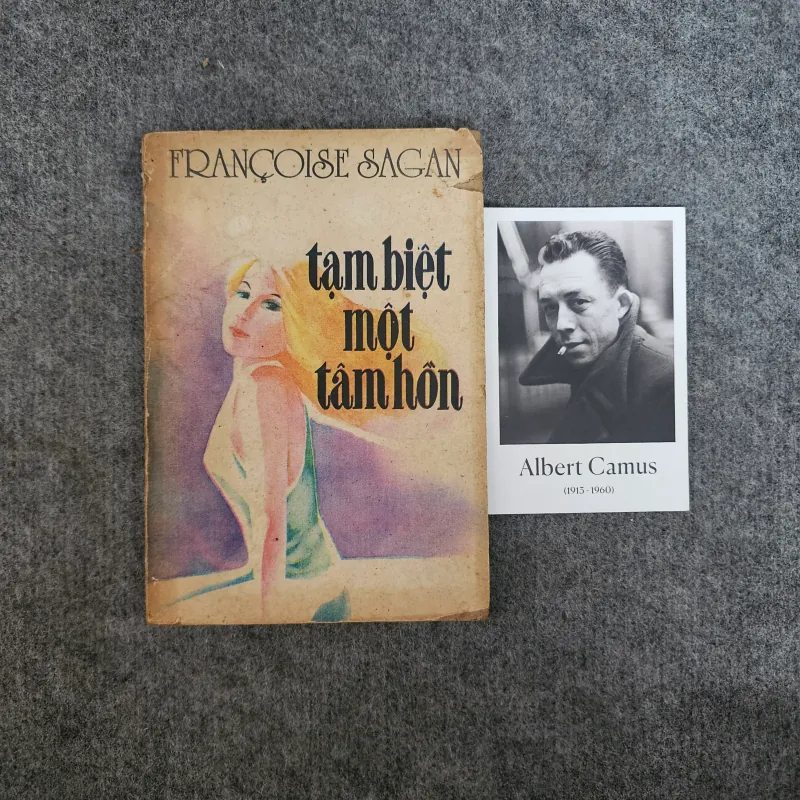 FRANÇOISE SAGAN
tạm biệt
một
tâm hồn
Albert Camus
(1913-1960)